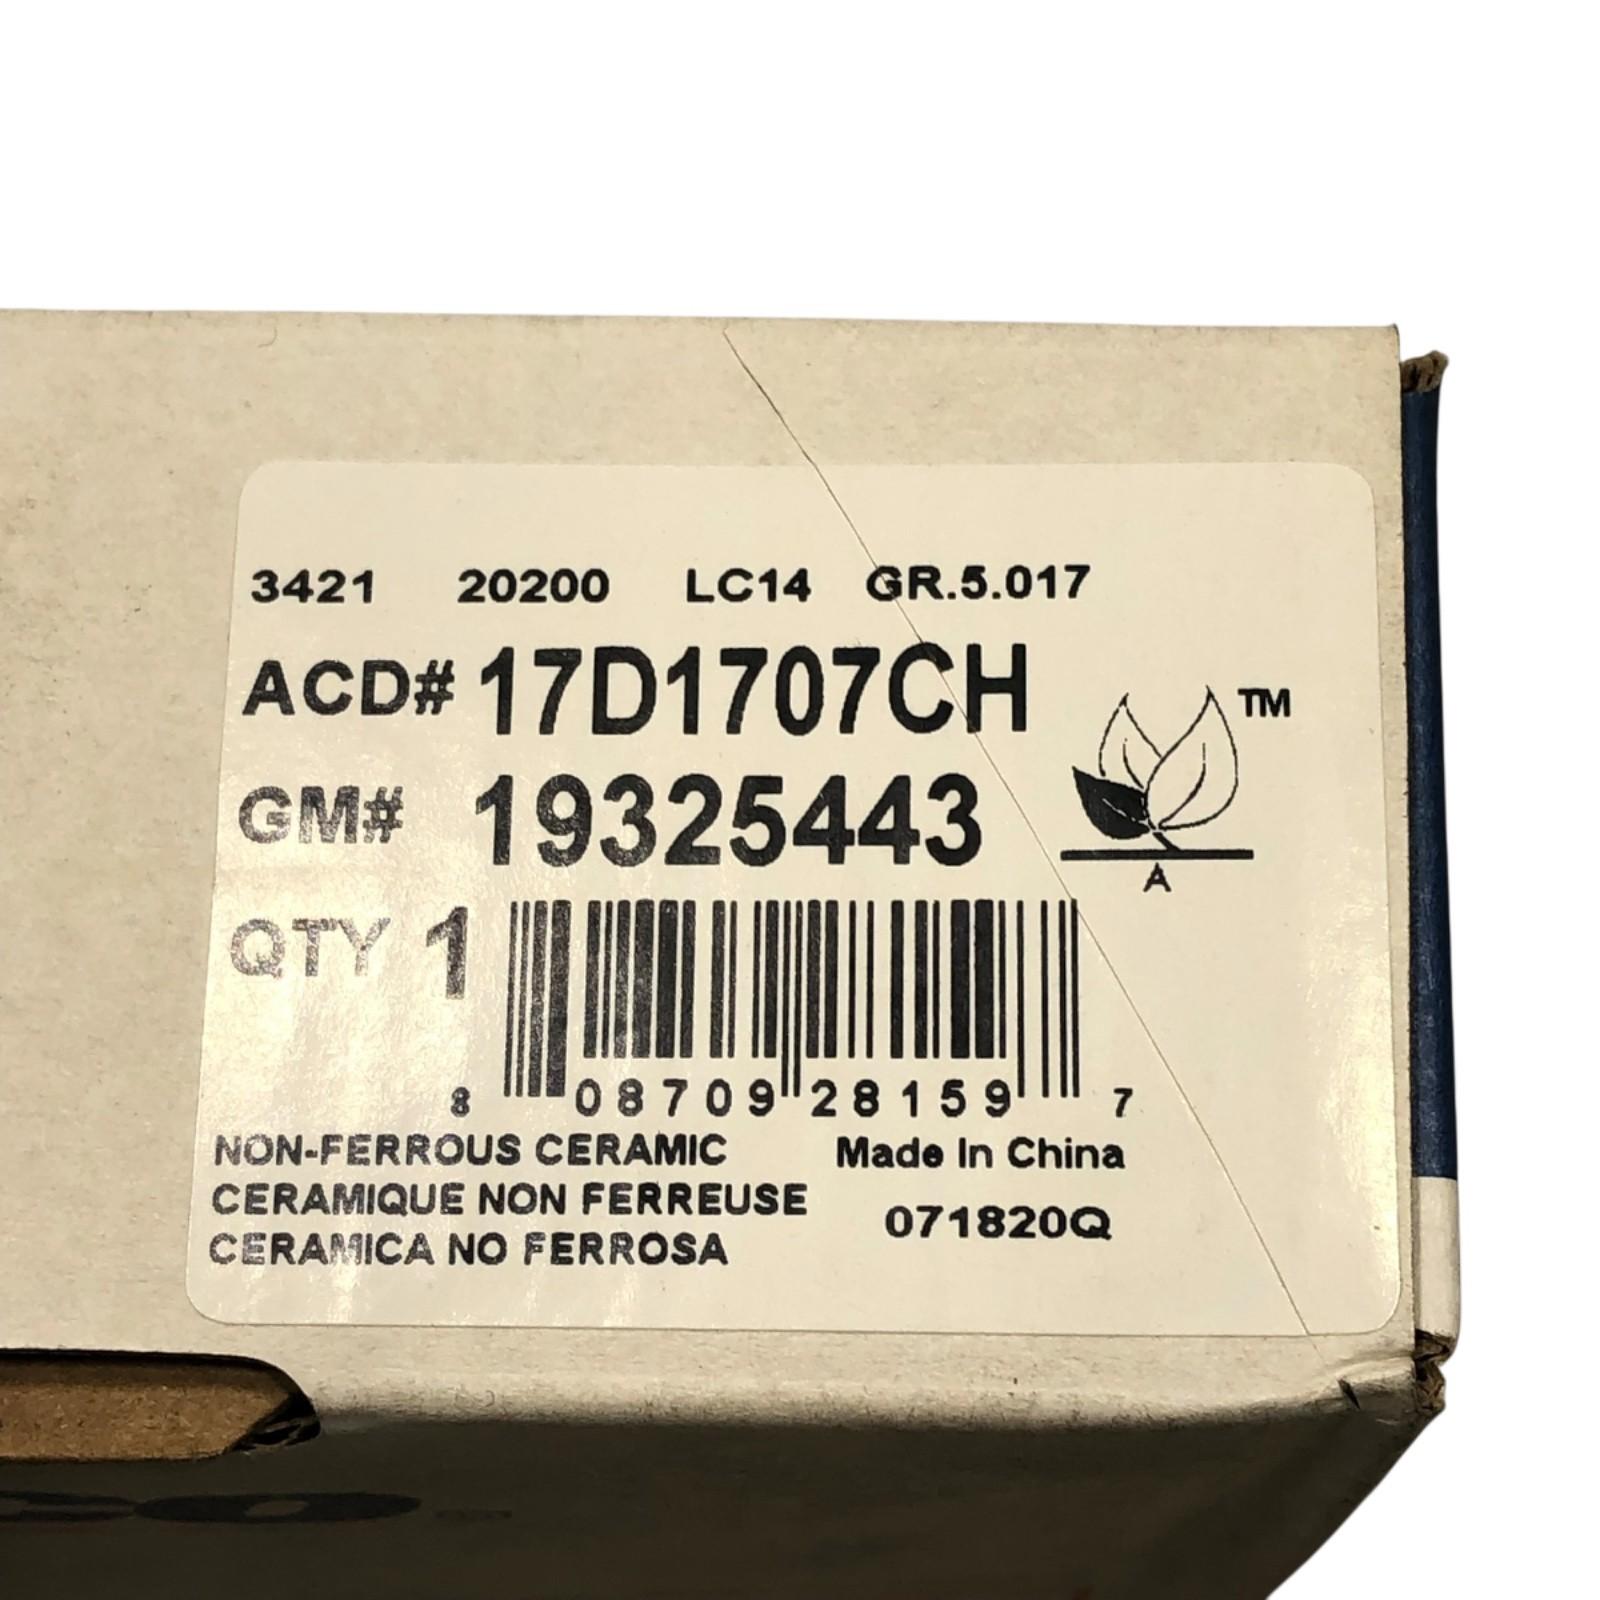 3421 20200 LC14 GR.5.017
ACD# 17D1707CH
TM
GM# 19325443
A
QTY 1
8 08709 28159 7
NON-FERROUS CERAMIC
CERAMIQUE NON FERREUSE
CERAMICA NO FERROSA
Made In China
071820Q